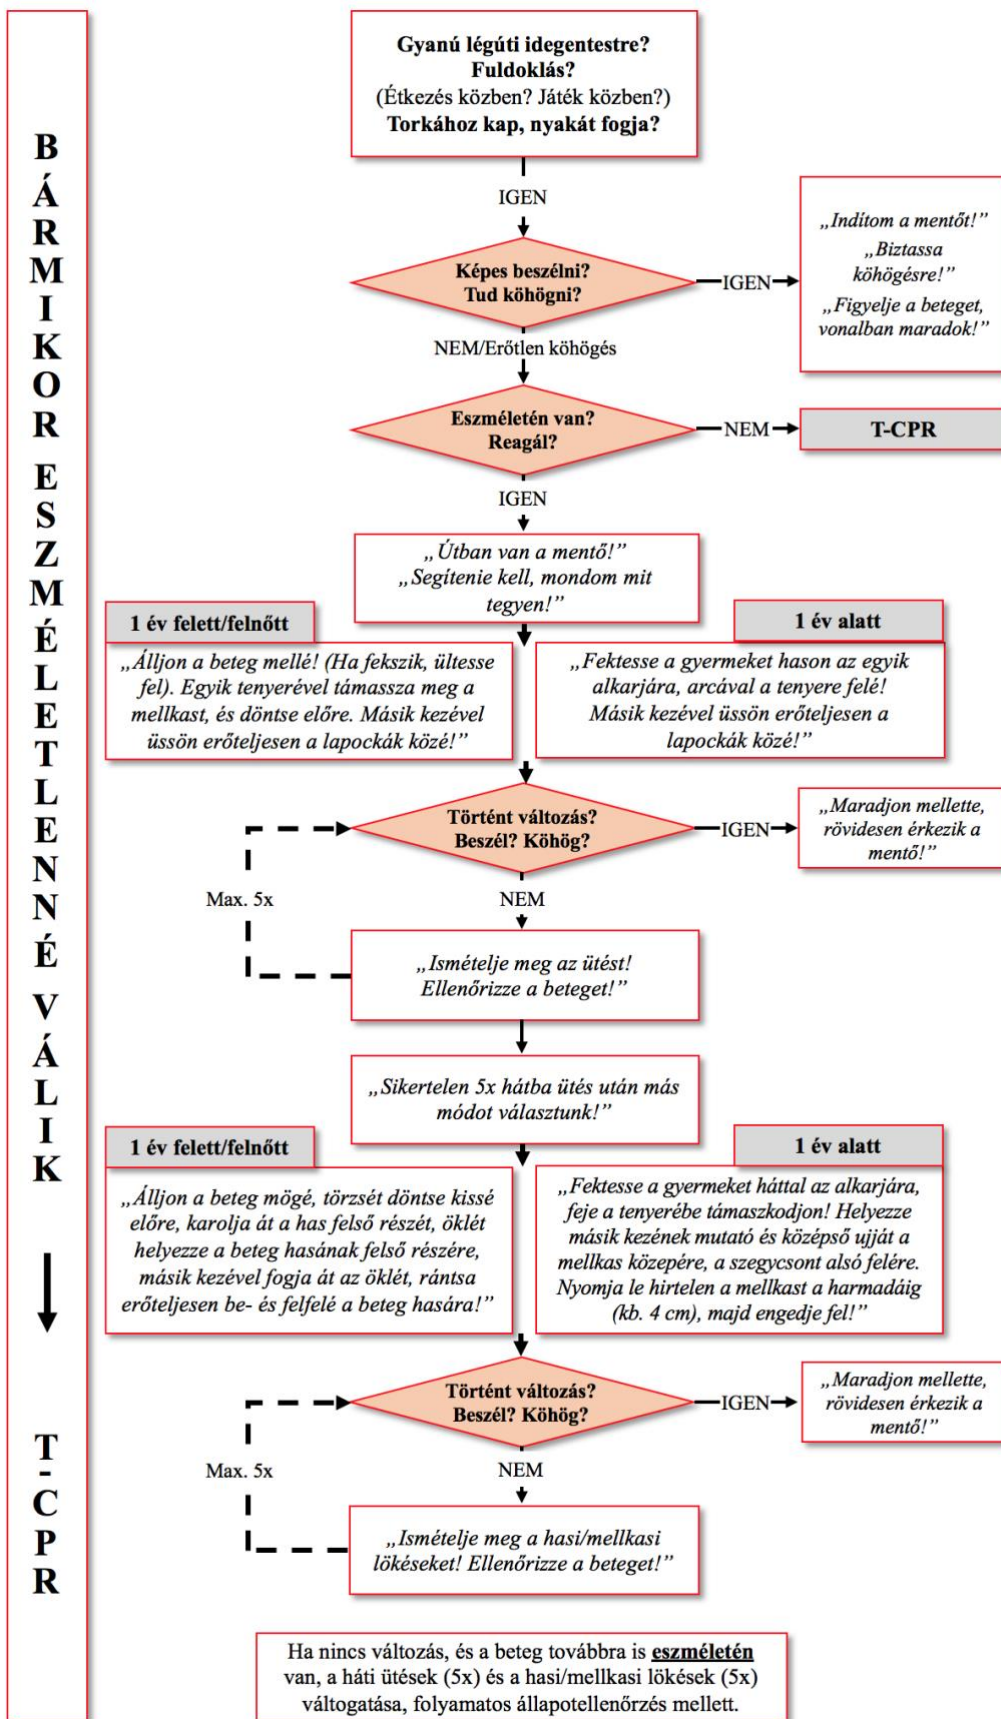 Gyanú légúti idegentestre?
Fuldoklás?
(Étkezés közben? Játék közben?)
Torkához kap, nyakát fogja?
IGEN
Képes beszélni?
Tud köhögni?
IGEN
„Indítom a mentőt!”
„Biztassa
köhögésre!”
„Figyelje a beteget,
vonalban maradok!”
NEM/Erőtlen köhögés
Eszméletén van?
Reagál?
NEM
T-CPR
IGEN
„Útban van a mentő!”
„Segítenie kell, mondom mit
tegyen!”
1 év felett/felnőtt
„Álljon a beteg mellé! (Ha fekszik, ültesse
fel). Egyik tenyerével támassza meg a
mellkast, és döntse előre. Másik kezével
üssön erőteljesen a lapockák közé!”
1 év alatt
„Fektesse a gyermeket hason az egyik
alkarjára, arcával a tenyere felé!
Másik kezével üssön erőteljesen a
lapockák közé!”
Történt változás?
Beszél? Köhög?
IGEN
„Maradjon mellette,
rövidesen érkezik a
mentő!”
Max. 5x
NEM
„Ismételje meg az ütést!
Ellenőrizze a beteget!”
„Sikertelen 5x hátba ütés után más
módot választunk!”
1 év felett/felnőtt
„Álljon a beteg mögé, törzsét döntse kissé
előre, karolja át a has felső részét, öklét
helyezze a beteg hasának felső részére,
másik kezével fogja át az öklét, rántsa
erőteljesen be- és felfelé a beteg hasára!”
1 év alatt
„Fektesse a gyermeket háttal az alkarjára,
feje a tenyerébe támaszkodjon! Helyezze
másik kezének mutató és középső ujját a
mellkas közepére, a szegycsont alsó felére.
Nyomja le hirtelen a mellkast a harmadáig
(kb. 4 cm), majd engedje fel!”
Történt változás?
Beszél? Köhög?
IGEN
„Maradjon mellette,
rövidesen érkezik a
mentő!”
Max. 5x
NEM
„Ismételje meg a hasi/mellkasi
lökéseket! Ellenőrizze a beteget!”
Ha nincs változás, és a beteg továbbra is eszméletén
van, a háti ütések (5x) és a hasi/mellkasi lökések (5x)
váltogatása, folyamatos állapotellenőrzés mellett.
BÁRMIKOR ESZMÉLETLENNÉ VÁLIK
T-CPR